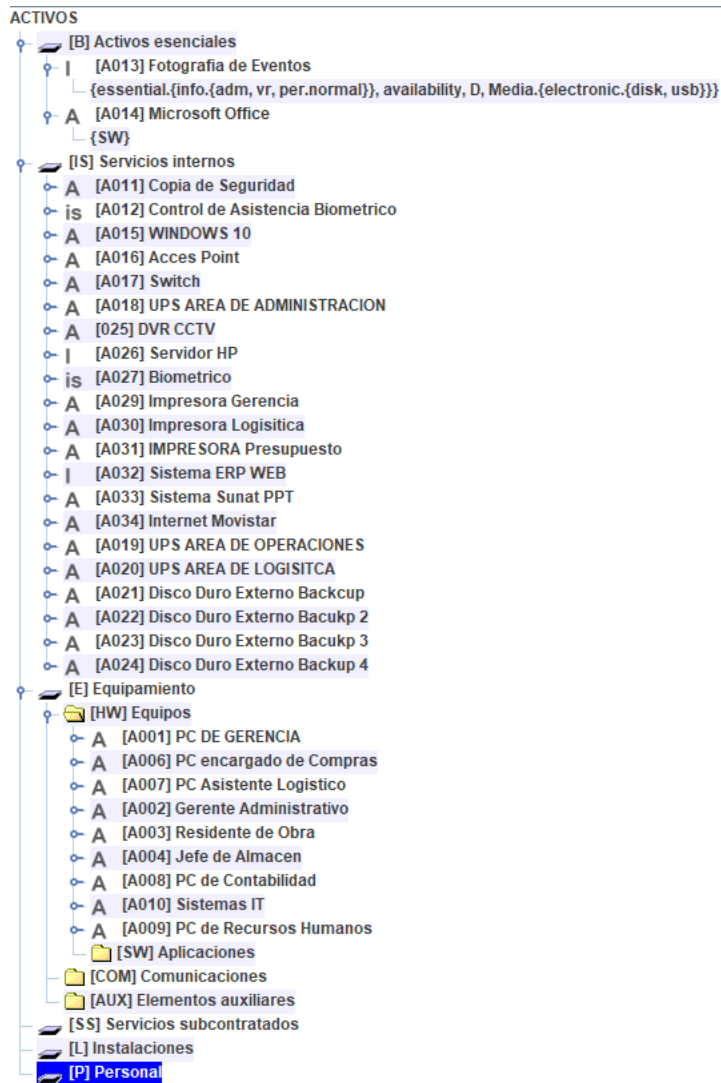 ACTIVOS
[B] Activos esenciales
I [A013] Fotografia de Eventos
{essential.{info.{adm, vr, per.normal}}, availability, D, Media.{electronic.{disk, usb}}}
A [A014] Microsoft Office
{SW}
[IS] Servicios internos
A [A011] Copia de Seguridad
is [A012] Control de Asistencia Biometrico
A [A015] WINDOWS 10
A [A016] Acces Point
A [A017] Switch
A [A018] UPS AREA DE ADMINISTRACION
A [025] DVR CCTV
I [A026] Servidor HP
is [A027] Biometrico
A [A029] Impresora Gerencia
A [A030] Impresora Logisitica
A [A031] IMPRESORA Presupuesto
I [A032] Sistema ERP WEB
A [A033] Sistema Sunat PPT
A [A034] Internet Movistar
A [A019] UPS AREA DE OPERACIONES
A [A020] UPS AREA DE LOGISITCA
A [A021] Disco Duro Externo Backcup
A [A022] Disco Duro Externo Bacukp 2
A [A023] Disco Duro Externo Bacukp 3
A [A024] Disco Duro Externo Backup 4
[E] Equipamiento
[HW] Equipos
A [A001] PC DE GERENCIA
A [A006] PC encargado de Compras
A [A007] PC Asistente Logistico
A [A002] Gerente Administrativo
A [A003] Residente de Obra
A [A004] Jefe de Almacen
A [A008] PC de Contabilidad
A [A010] Sistemas IT
A [A009] PC de Recursos Humanos
[SW] Aplicaciones
[COM] Comunicaciones
[AUX] Elementos auxiliares
[SS] Servicios subcontratados
[L] Instalaciones
[P] Personal